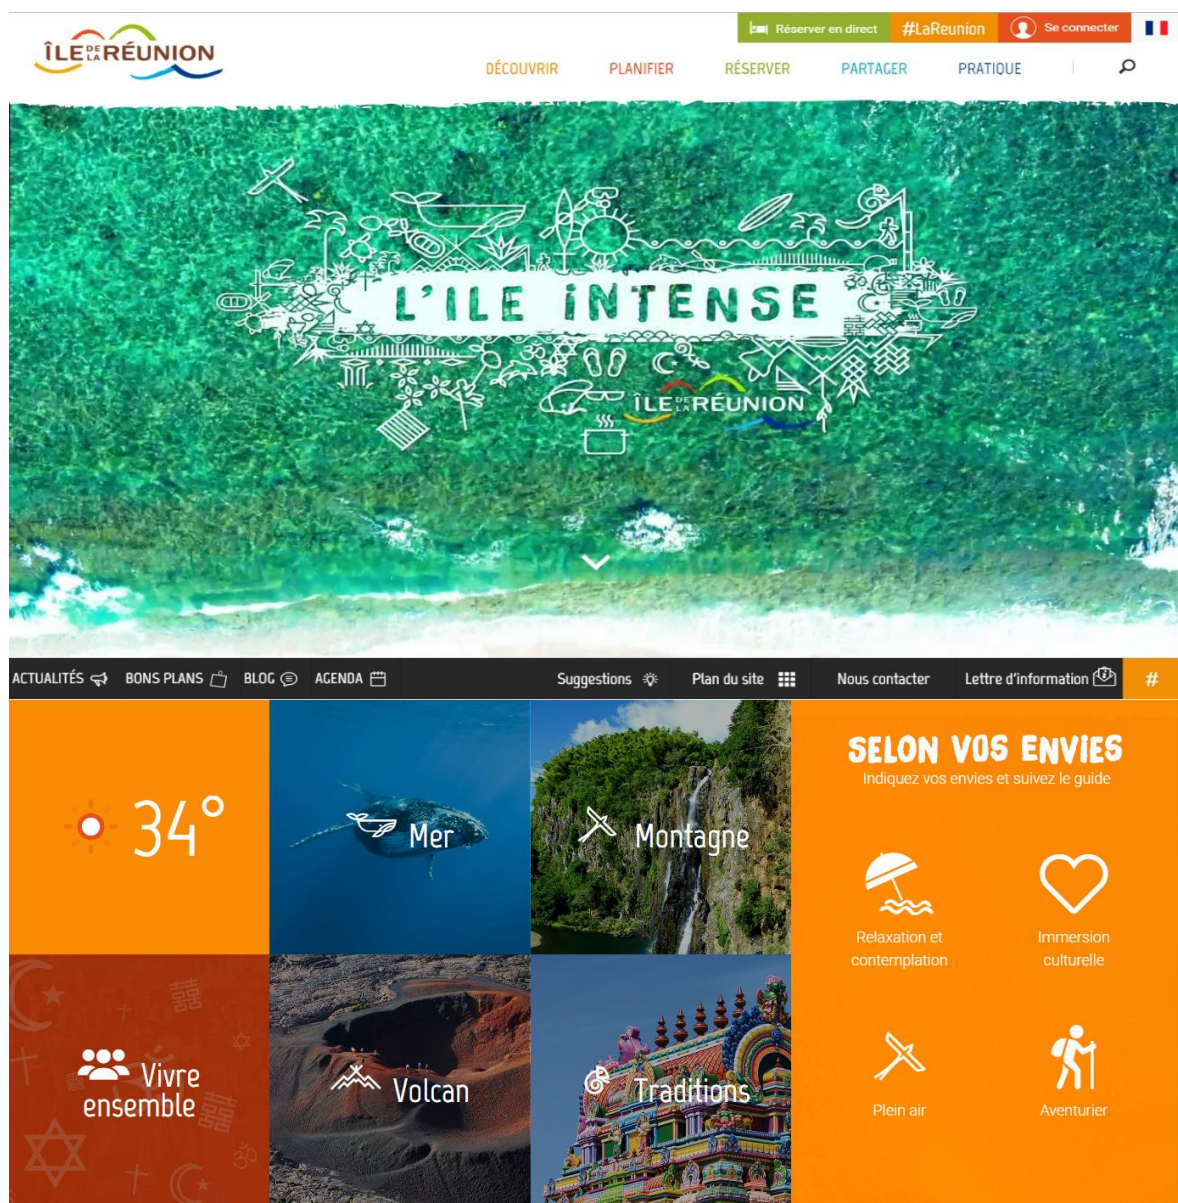 ÎLE DE LA RÉUNION
Réserver en direct
#LaReunion
Se connecter
DÉCOUVRIR
PLANIFIER
RÉSERVER
PARTAGER
PRATIQUE
L'ILE iNTENSE
ÎLE DE LA RÉUNION
ACTUALITÉS
BONS PLANS
BLOG
AGENDA
Suggestions
Plan du site
Nous contacter
Lettre d'information
#
34°
Mer
Montagne
SELON VOS ENVIES
Indiquez vos envies et suivez le guide
Relaxation et
contemplation
Immersion
culturelle
Vivre
ensemble
Volcan
Traditions
Plein air
Aventurier